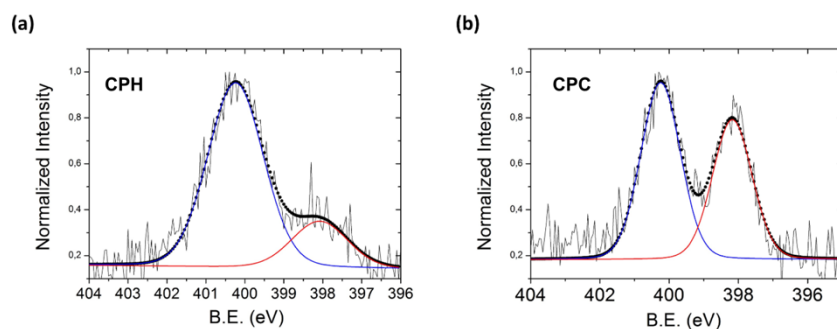 (a)
CPH
Normalized Intensity
1,0
0,8
0,6
0,4
0,2
404 403 402 401 400 399 398 397 396
B.E. (eV)
(b)
CPC
Normalized Intensity
1,0
0,8
0,6
0,4
0,2
404 402 400 398 396
B.E. (eV)